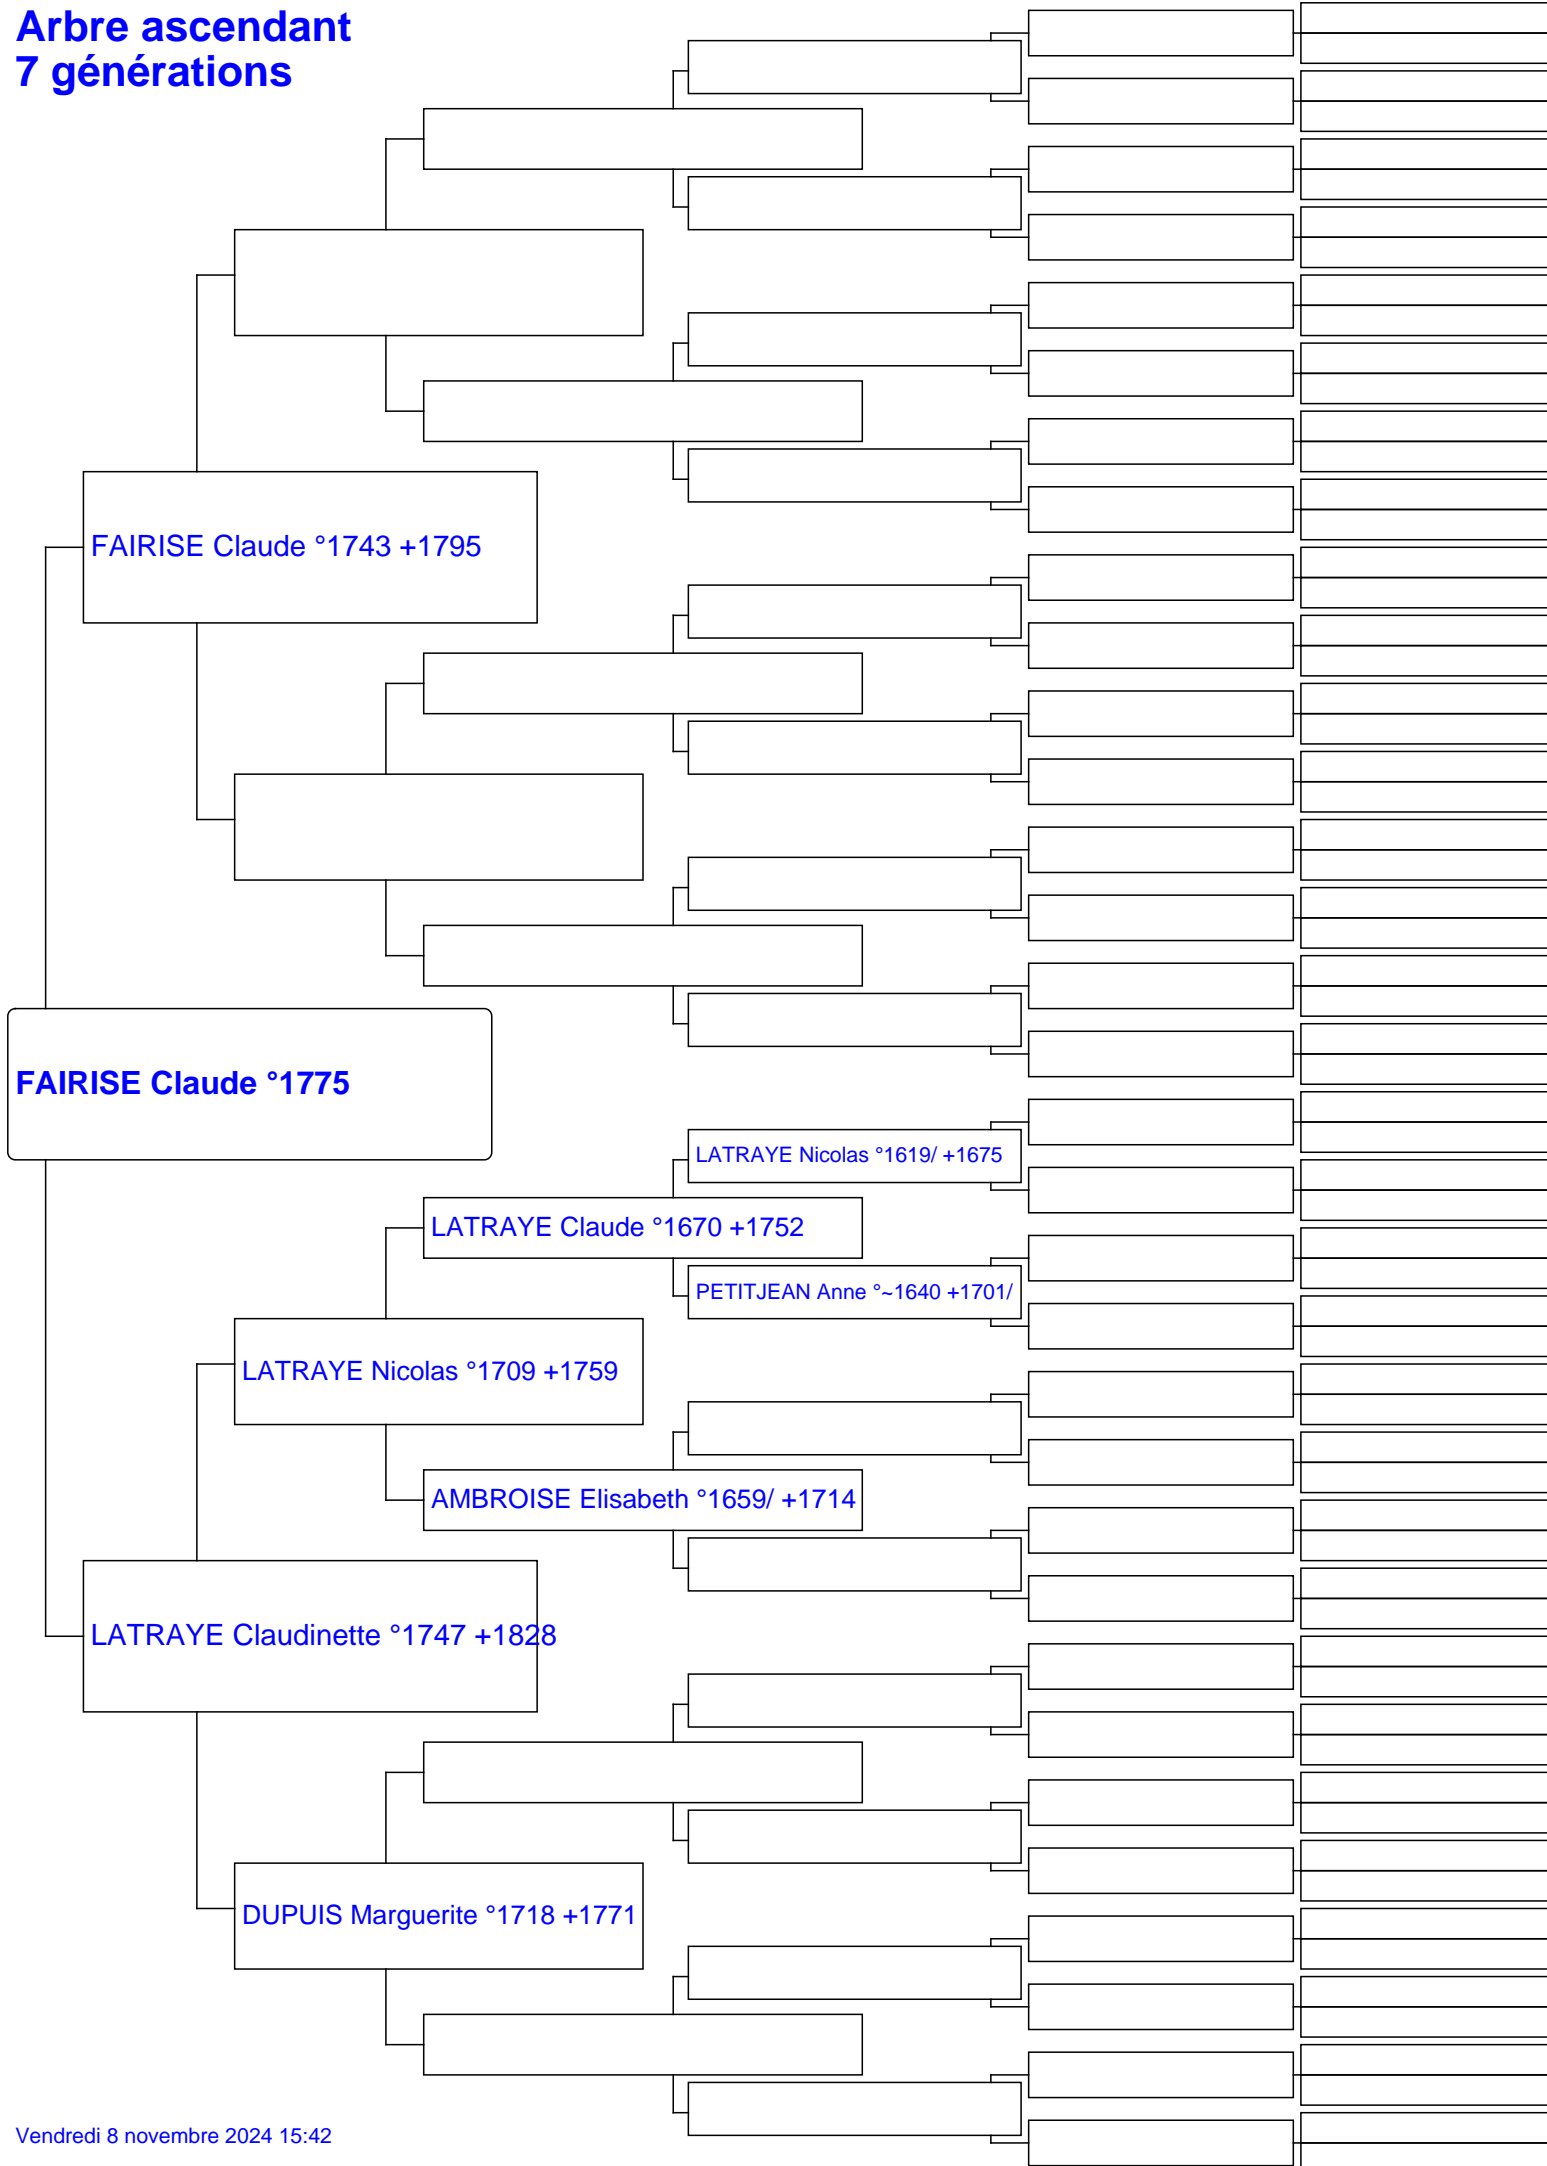 Arbre ascendant
7 générations
FAIRISE Claude °1743 +1795
FAIRISE Claude °1775
LATRAYE Nicolas °1619/ +1675
LATRAYE Claude °1670 +1752
PETITJEAN Anne °~1640 +1701/
LATRAYE Nicolas °1709 +1759
AMBROISE Elisabeth °1659/ +1714
LATRAYE Claudinette °1747 +1828
DUPUIS Marguerite °1718 +1771
Vendredi 8 novembre 2024 15:42